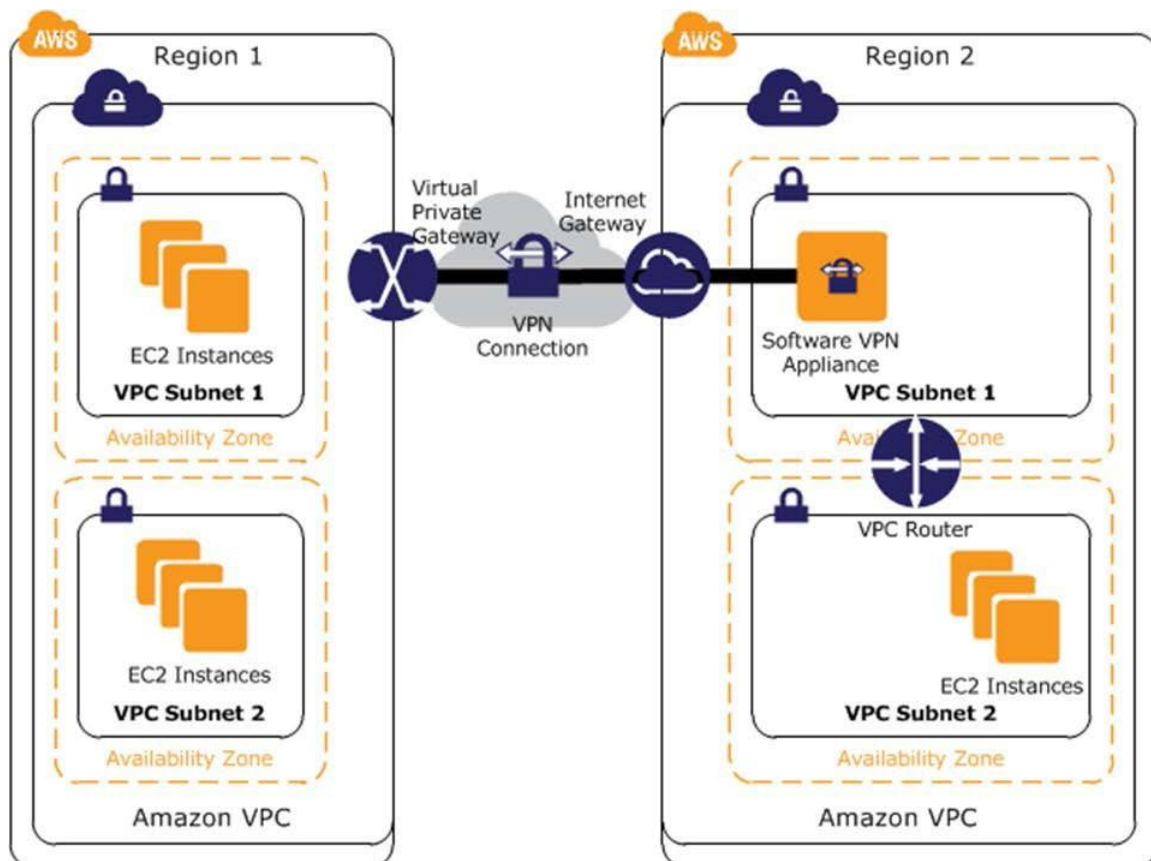 AWS
Region 1
EC2 Instances
VPC Subnet 1
Availability Zone
EC2 Instances
VPC Subnet 2
Availability Zone
Amazon VPC
Virtual
Private
Gateway
Internet
Gateway
VPN
Connection
AWS
Region 2
Software VPN
Appliance
VPC Subnet 1
Availability Zone
VPC Router
EC2 Instances
VPC Subnet 2
Availability Zone
Amazon VPC